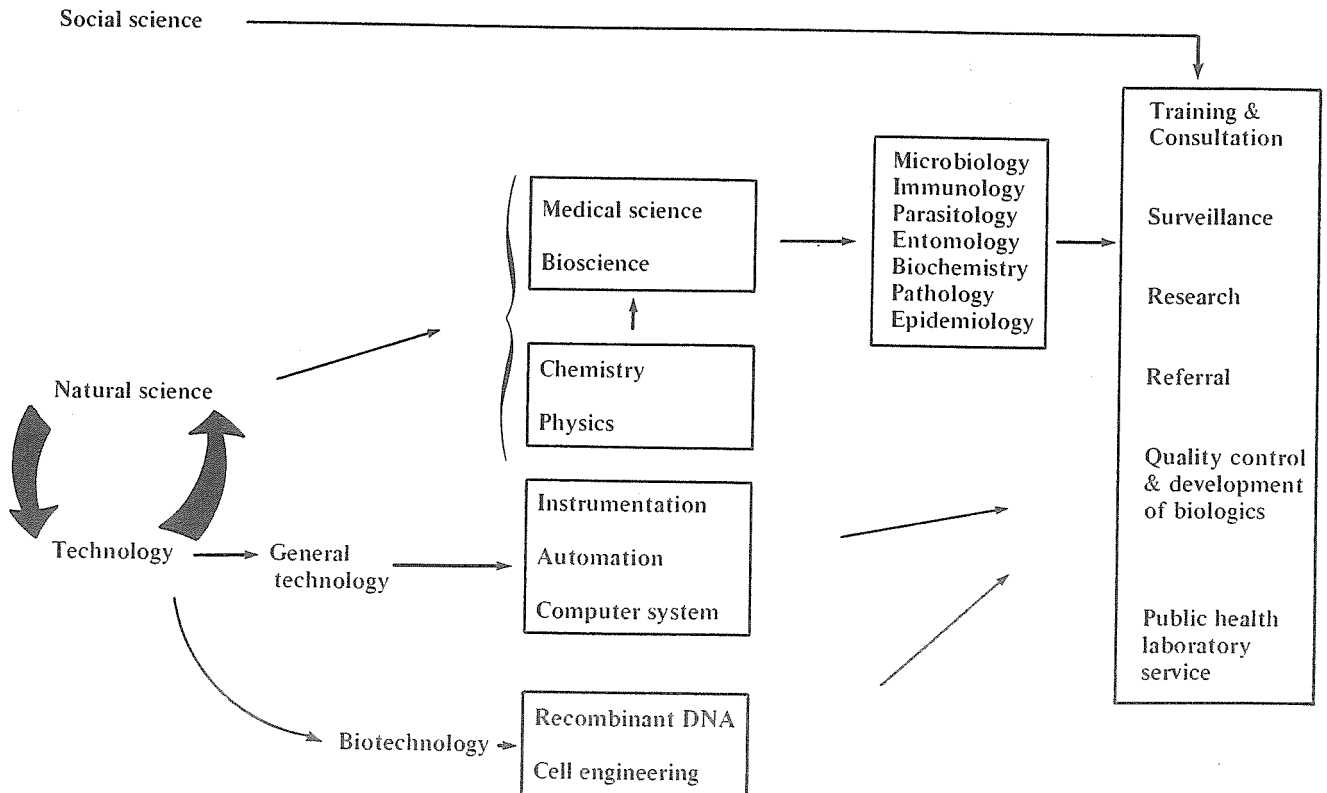 Social science
Training &
Consultation
Surveillance
Research
Referral
Quality control
& development
of biologics
Public health
laboratory
service
Microbiology
Immunology
Parasitology
Entomology
Biochemistry
Pathology
Epidemiology
Medical science
Bioscience
Chemistry
Physics
Natural science
Technology
General
technology
Instrumentation
Automation
Computer system
Biotechnology
Recombinant DNA
Cell engineering